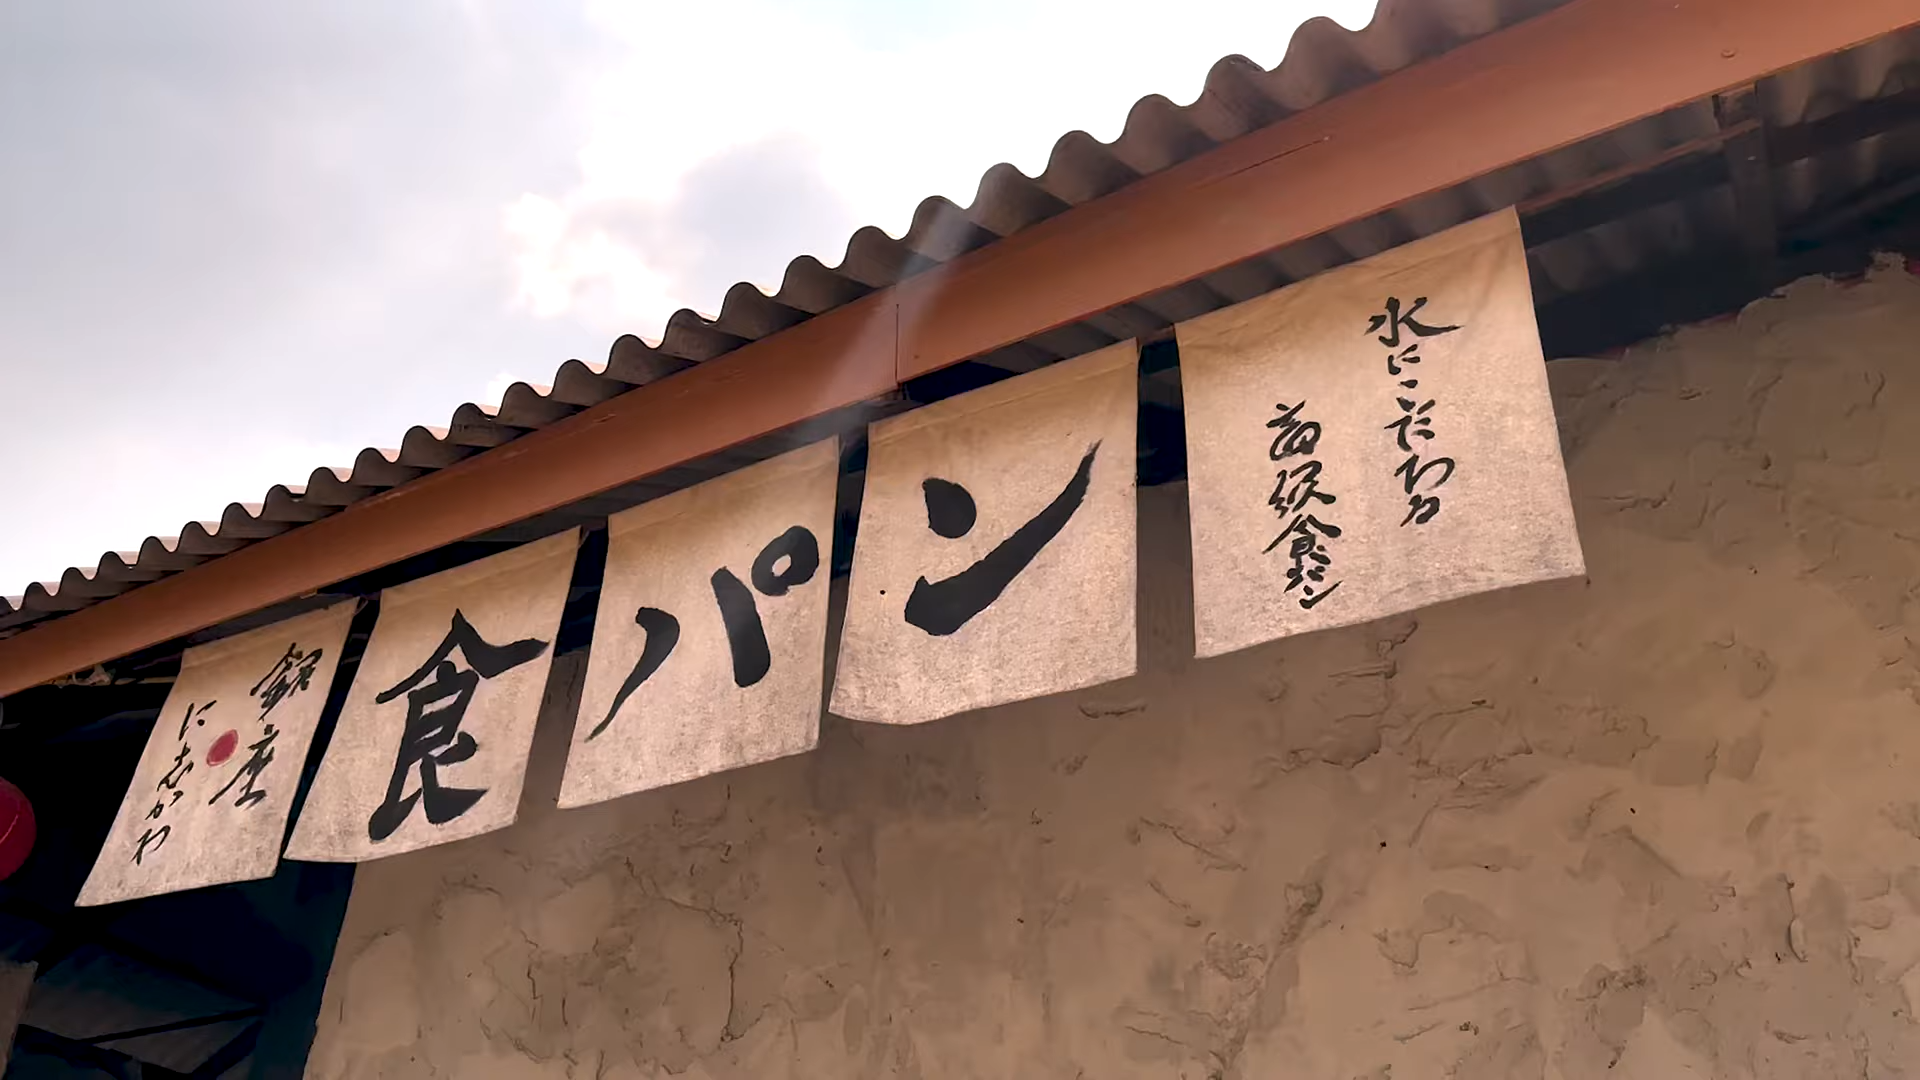 銀座
に志かわ
食パン
水にこだわる
高級食パン